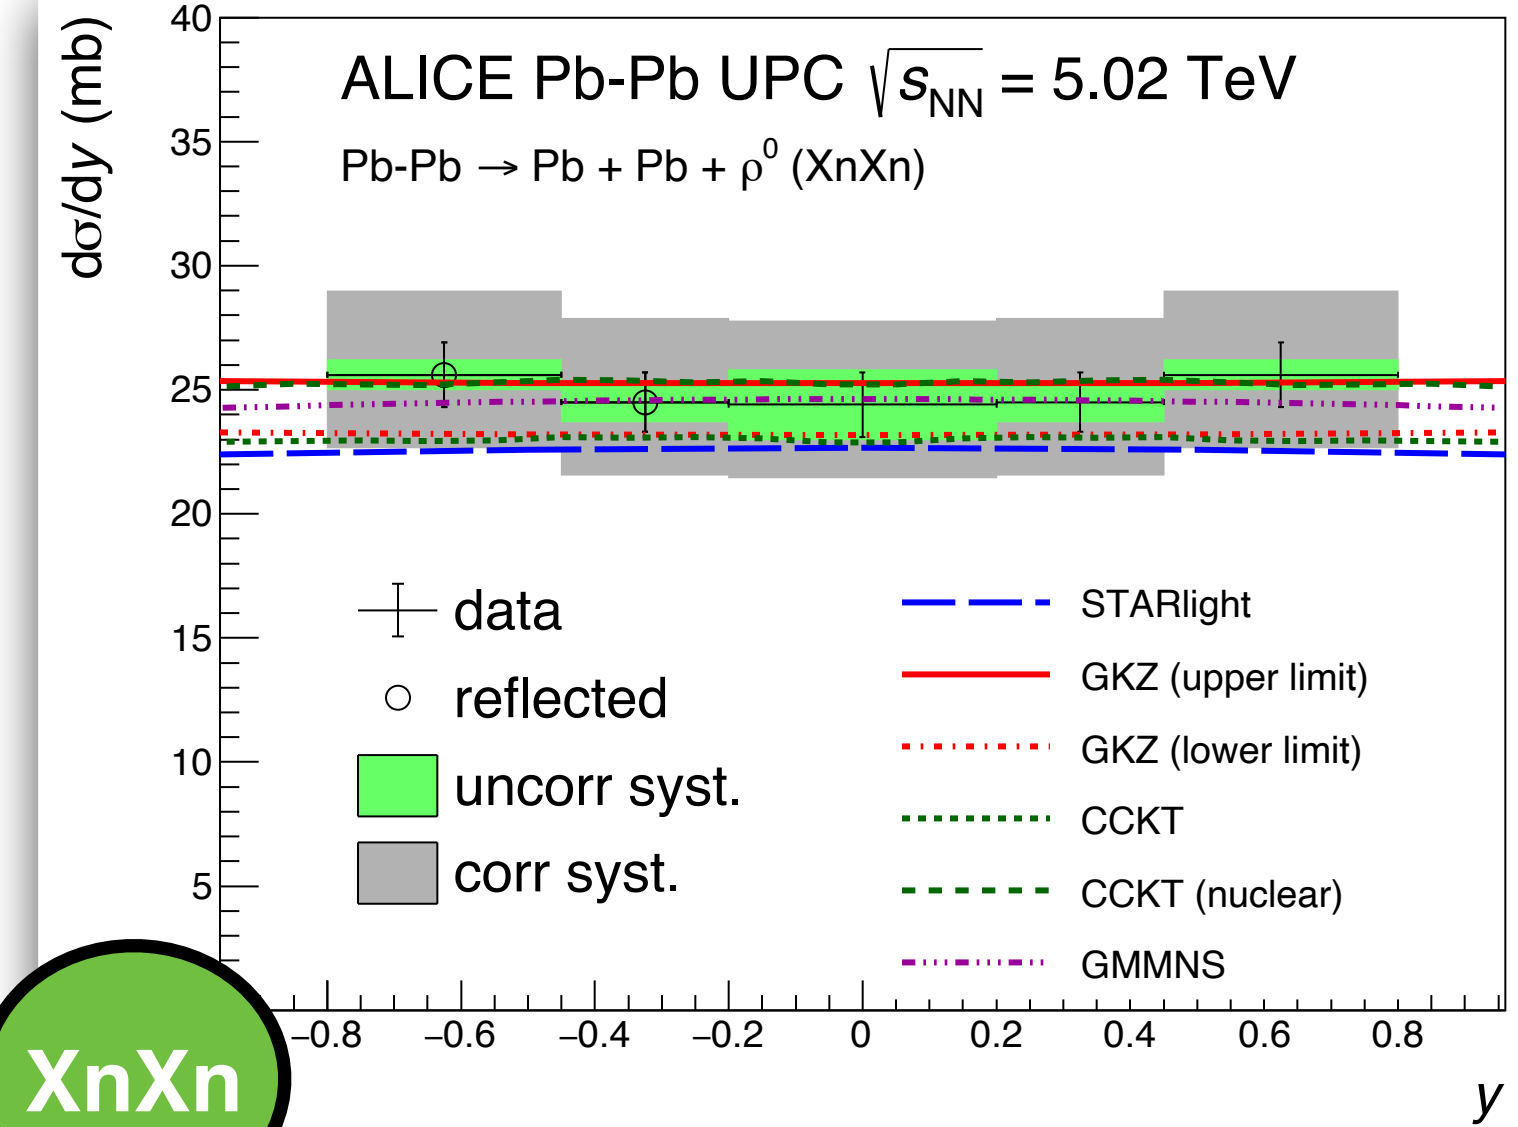 dσ/dy (mb)
40
35
30
25
20
15
10
5
ALICE Pb-Pb UPC √sNN = 5.02 TeV
Pb-Pb → Pb + Pb + ρ0 (XnXn)
data
reflected
uncorr syst.
corr syst.
STARlight
GKZ (upper limit)
GKZ (lower limit)
CCKT
CCKT (nuclear)
GMMNS
−0.8 −0.6 −0.4 −0.2 0 0.2 0.4 0.6 0.8
y
XnXn